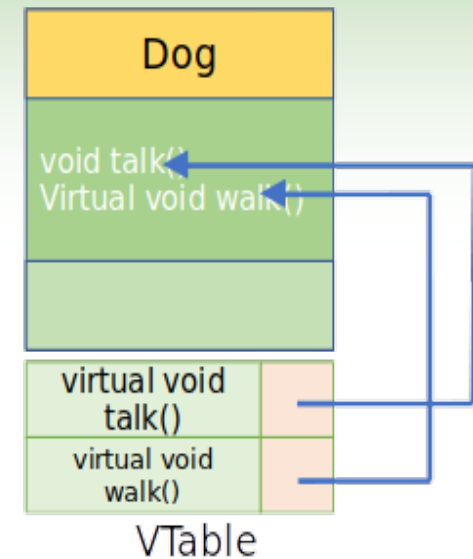 Dog
void talk()
Virtual void walk()
virtual void
talk()
virtual void
walk()
VTable